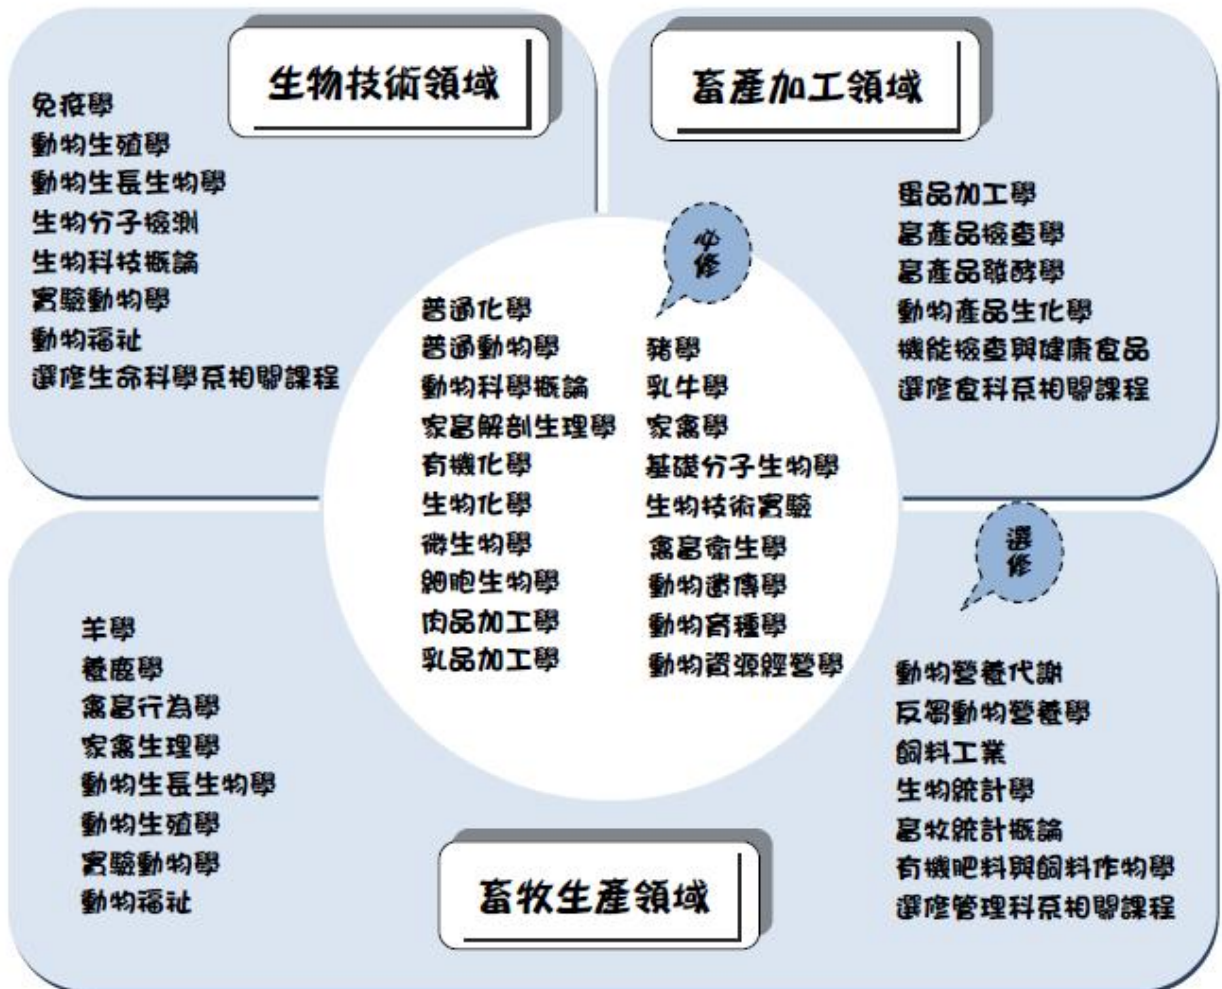 生物技術領域
免疫學
動物生殖學
動物生長生物學
生物分子檢測
生物科技概論
實驗動物學
動物福祉
選修生命科學系相關課程
畜產加工領域
蛋品加工學
畜產品檢查學
畜產品發酵學
動物產品生化學
機能檢查與健康食品
選修食科系相關課程
必修
普通化學
普通動物學
動物科學概論
家畜解剖生理學
有機化學
生物化學
微生物學
細胞生物學
肉品加工學
乳品加工學
豬學
乳牛學
家禽學
基礎分子生物學
生物技術實驗
禽畜衛生學
動物遺傳學
動物育種學
動物資源經營學
選修
羊學
養鹿學
禽畜行為學
家禽生理學
動物生長生物學
動物生殖學
實驗動物學
動物福祉
動物營養代謝
反芻動物營養學
飼料工業
生物統計學
畜牧統計概論
有機肥料與飼料作物學
選修管理科系相關課程
畜牧生產領域